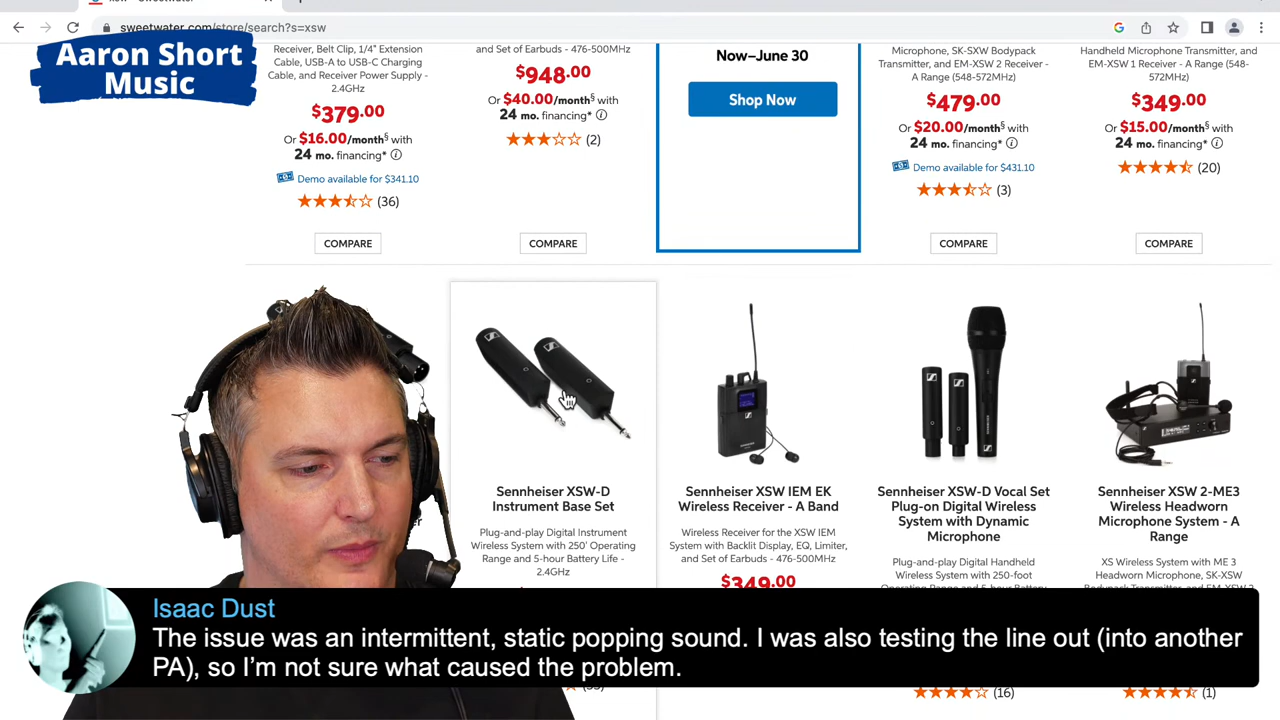 sweetwater.com/store/search?s=xsw
Aaron Short
Music
Receiver, Belt Clip, 1/4" Extension
Cable, USB-A to USB-C Charging
Cable, and Receiver Power Supply -
2.4GHz
$379.00
Or $16.00/month§ with
24 mo. financing* ⓘ
Demo available for $341.10
(36)
COMPARE
and Set of Earbuds - 476-500MHz
$948.00
Or $40.00/month§ with
24 mo. financing* ⓘ
(2)
COMPARE
Now–June 30
Shop Now
Microphone, SK-SXW Bodypack
Transmitter, and EM-XSW 2 Receiver -
A Range (548-572MHz)
$479.00
Or $20.00/month§ with
24 mo. financing* ⓘ
Demo available for $431.10
(3)
COMPARE
Handheld Microphone Transmitter, and
EM-XSW 1 Receiver - A Range (548-
572MHz)
$349.00
Or $15.00/month§ with
24 mo. financing* ⓘ
(20)
COMPARE
Sennheiser XSW-D
Instrument Base Set
Plug-and-play Digital Instrument
Wireless System with 250' Operating
Range and 5-hour Battery Life -
2.4GHz
Sennheiser XSW IEM EK
Wireless Receiver - A Band
Wireless Receiver for the XSW IEM
System with Backlit Display, EQ, Limiter,
and Set of Earbuds - 476-500MHz
$349.00
Sennheiser XSW-D Vocal Set
Plug-on Digital Wireless
System with Dynamic
Microphone
Plug-and-play Digital Handheld
Wireless System with 250-foot
(16)
Sennheiser XSW 2-ME3
Wireless Headworn
Microphone System - A
Range
XS Wireless System with ME 3
Headworn Microphone, SK-XSW
(1)
Isaac Dust
The issue was an intermittent, static popping sound. I was also testing the line out (into another
PA), so I'm not sure what caused the problem.